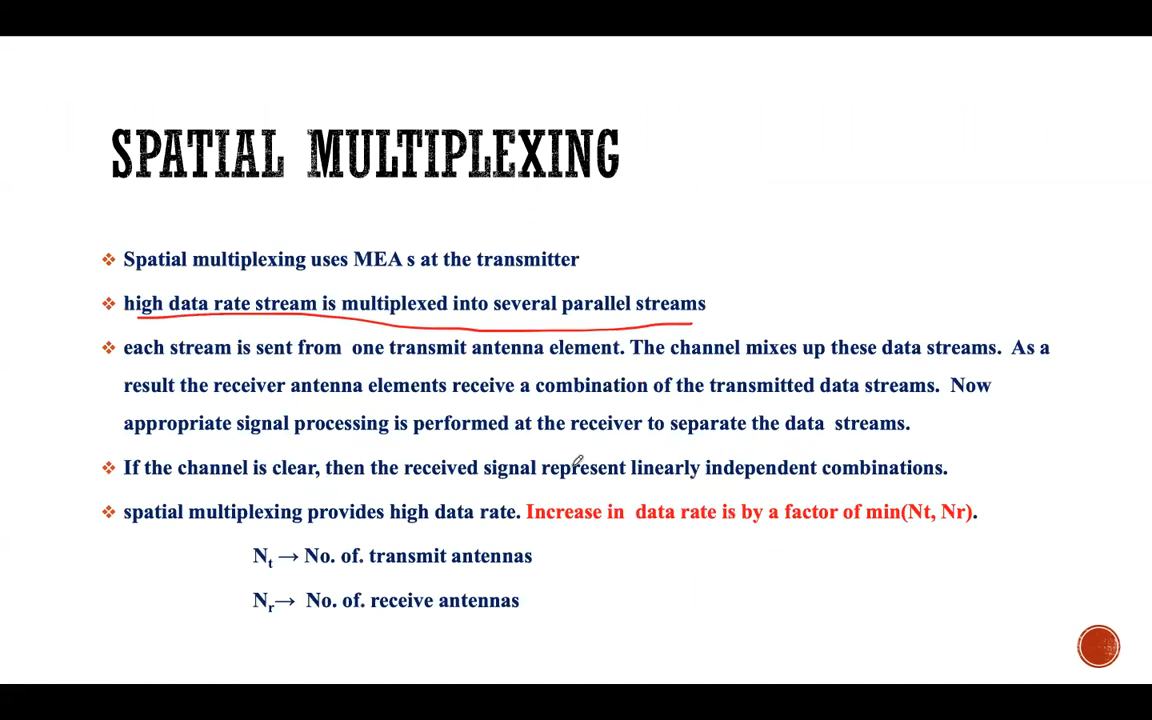 SPATIAL MULTIPLEXING
Spatial multiplexing uses MEA s at the transmitter
high data rate stream is multiplexed into several parallel streams
each stream is sent from one transmit antenna element. The channel mixes up these data streams. As a
result the receiver antenna elements receive a combination of the transmitted data streams. Now
appropriate signal processing is performed at the receiver to separate the data streams.
If the channel is clear, then the received signal represent linearly independent combinations.
spatial multiplexing provides high data rate. Increase in data rate is by a factor of min(Nt, Nr).
Nt → No. of. transmit antennas
Nr→ No. of. receive antennas